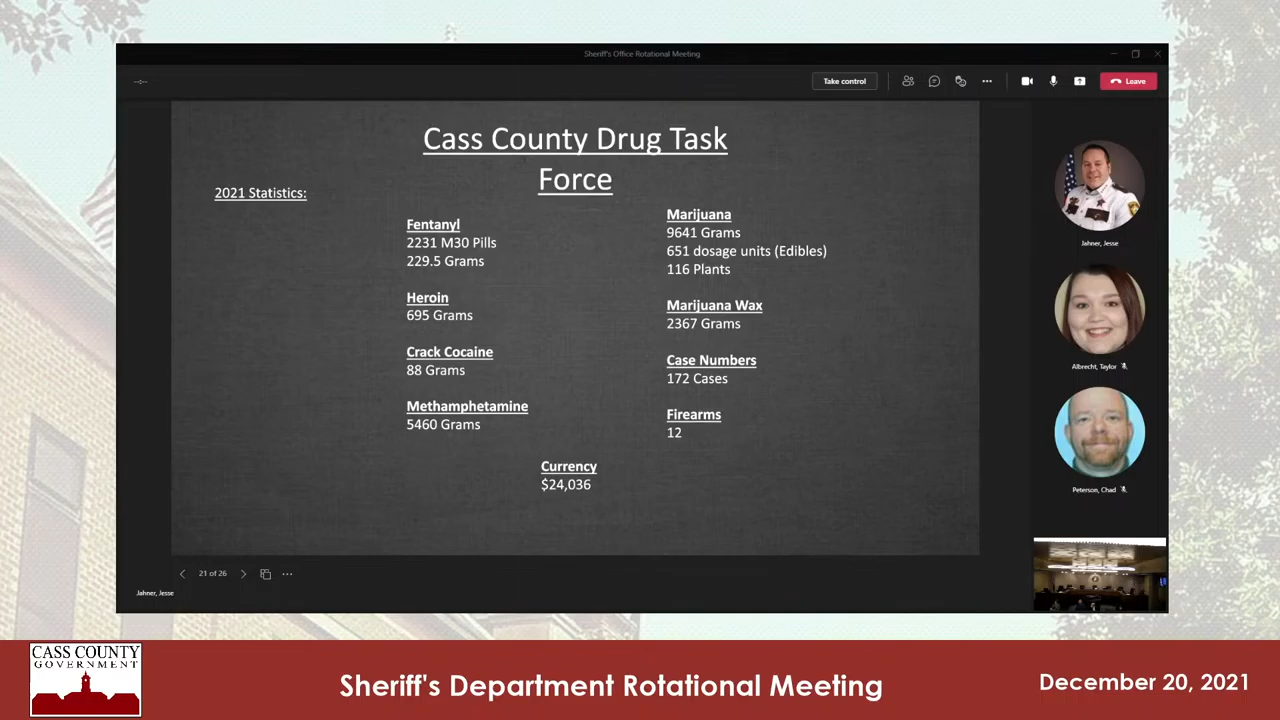 Sheriff's Office Rotational Meeting
Take control
Leave
Cass County Drug Task
Force
2021 Statistics:
Fentanyl
2231 M30 Pills
229.5 Grams
Heroin
695 Grams
Crack Cocaine
88 Grams
Methamphetamine
5460 Grams
Marijuana
9641 Grams
651 dosage units (Edibles)
116 Plants
Marijuana Wax
2367 Grams
Case Numbers
172 Cases
Firearms
12
Currency
$24,036
Jahner, Jesse
Albrecht, Taylor
Peterson, Chad
21 of 26
Jahner, Jesse
CASS COUNTY
GOVERNMENT
Sheriff's Department Rotational Meeting
December 20, 2021